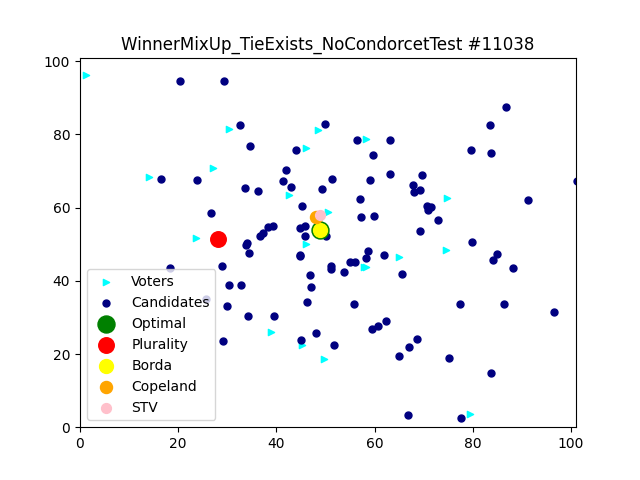 WinnerMixUp_TieExists_NoCondorcetTest #11038
100
80
60
40
20
0
0 20 40 60 80 100
Voters
Candidates
Optimal
Plurality
Borda
Copeland
STV